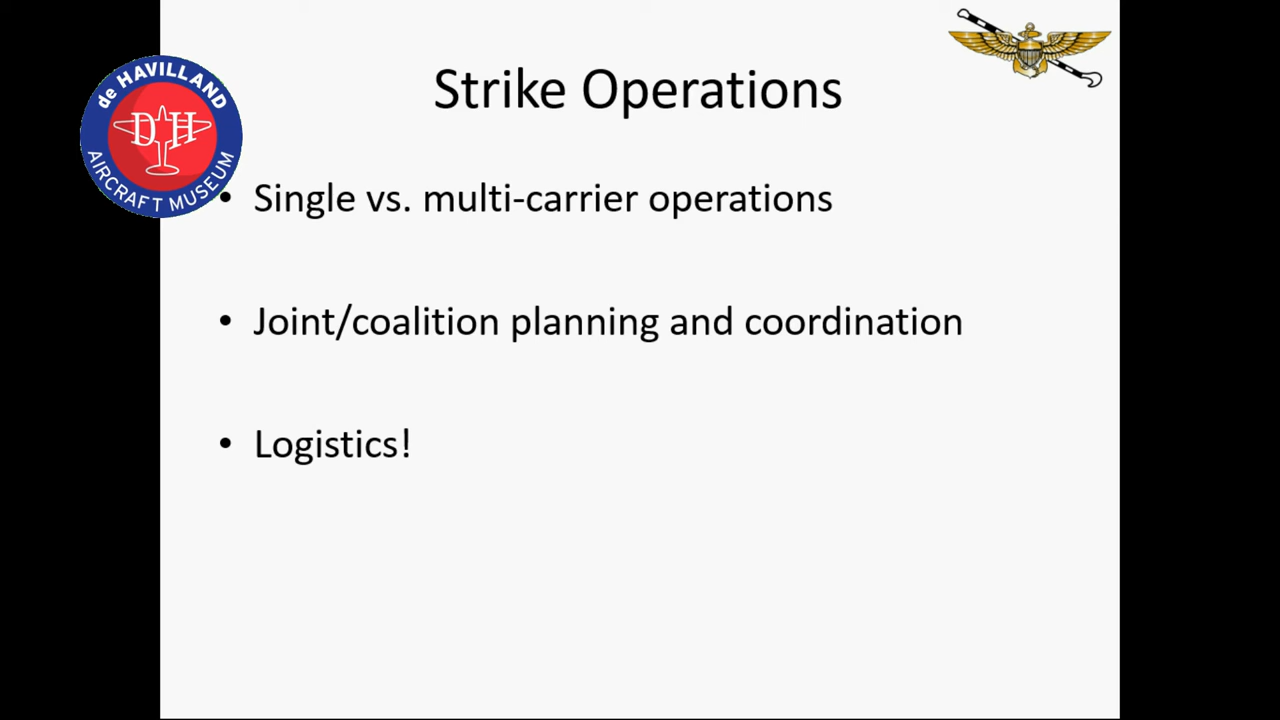 de HAVILLAND
DH
AIRCRAFT MUSEUM
Strike Operations
• Single vs. multi-carrier operations
• Joint/coalition planning and coordination
• Logistics!